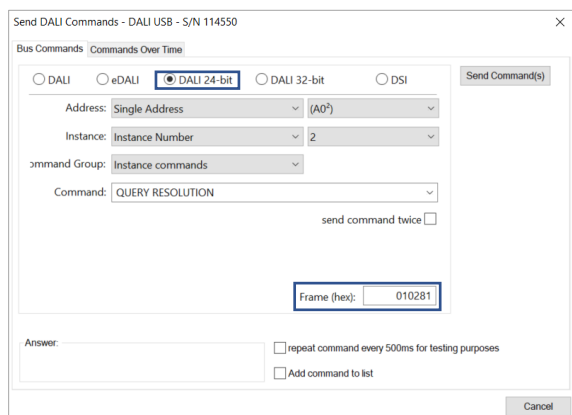 Send DALI Commands - DALI USB - S/N 114550
Bus Commands Commands Over Time
DALI eDALI DALI 24-bit DALI 32-bit DSI Send Command(s)
Address: Single Address (A0²)
Instance: Instance Number 2
ommand Group: Instance commands
Command: QUERY RESOLUTION
send command twice
Frame (hex): 010281
Answer:
repeat command every 500ms for testing purposes
Add command to list
Cancel